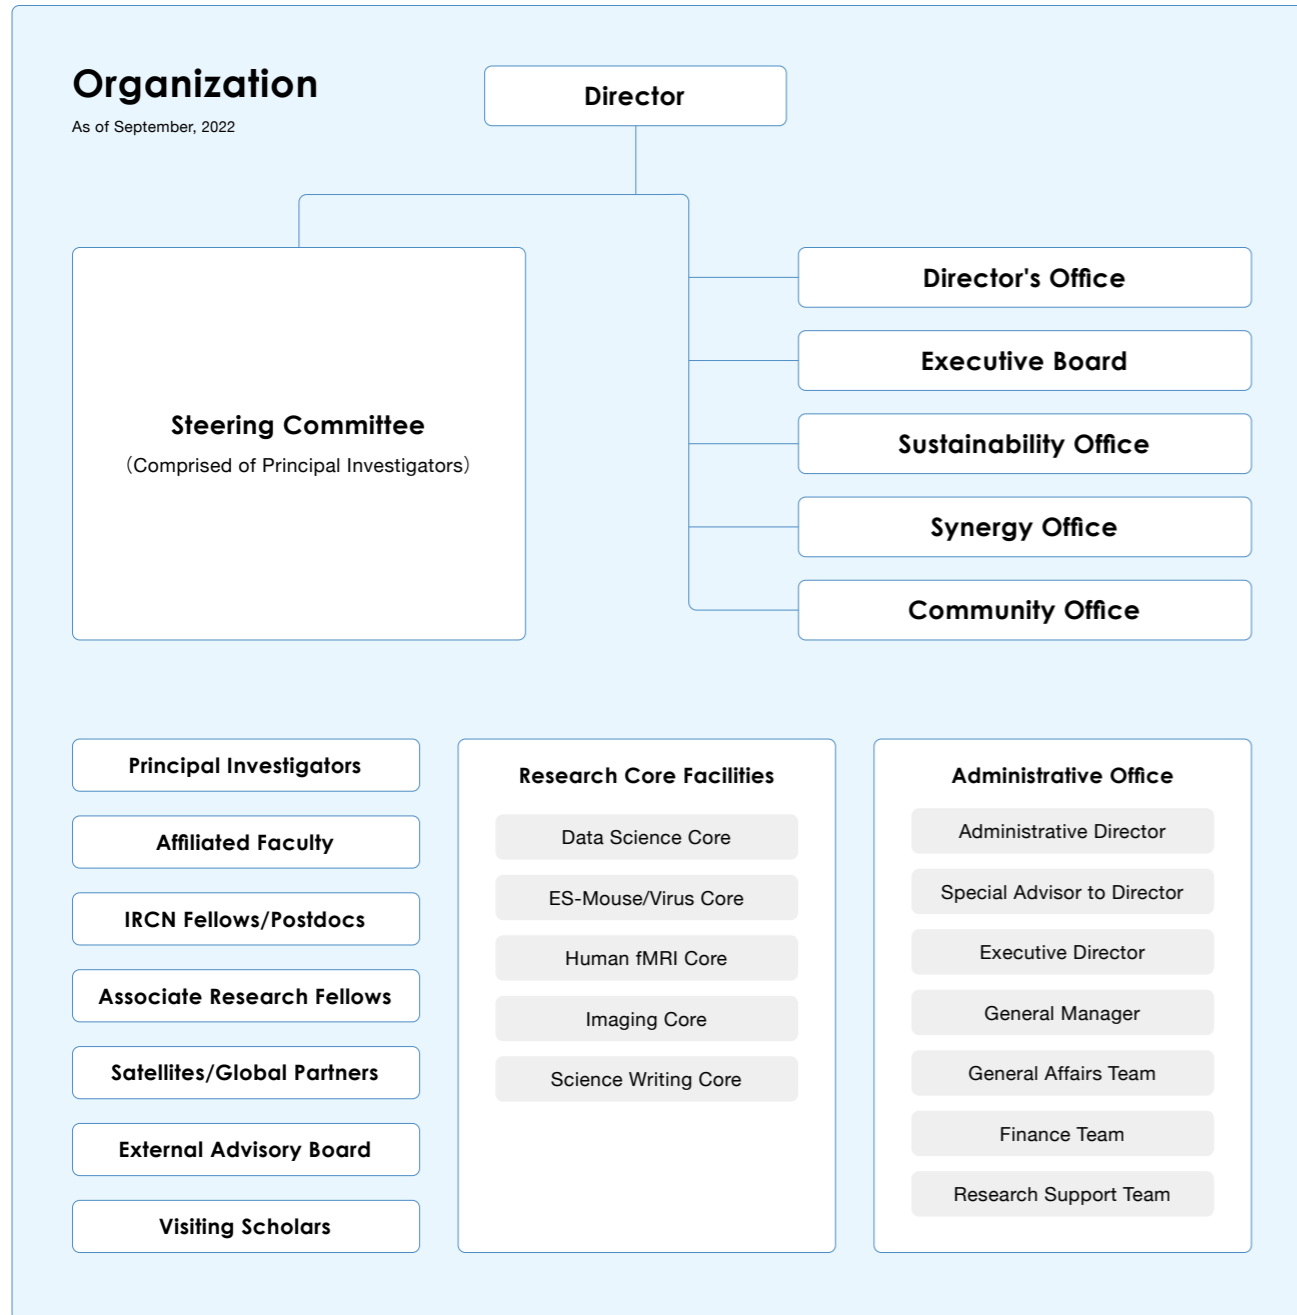 Organization
As of September, 2022
Director
Steering Committee
（Comprised of Principal Investigators）
Director's Office
Executive Board
Sustainability Office
Synergy Office
Community Office
Principal Investigators
Affiliated Faculty
IRCN Fellows/Postdocs
Associate Research Fellows
Satellites/Global Partners
External Advisory Board
Visiting Scholars
Research Core Facilities
Data Science Core
ES-Mouse/Virus Core
Human fMRI Core
Imaging Core
Science Writing Core
Administrative Office
Administrative Director
Special Advisor to Director
Executive Director
General Manager
General Affairs Team
Finance Team
Research Support Team